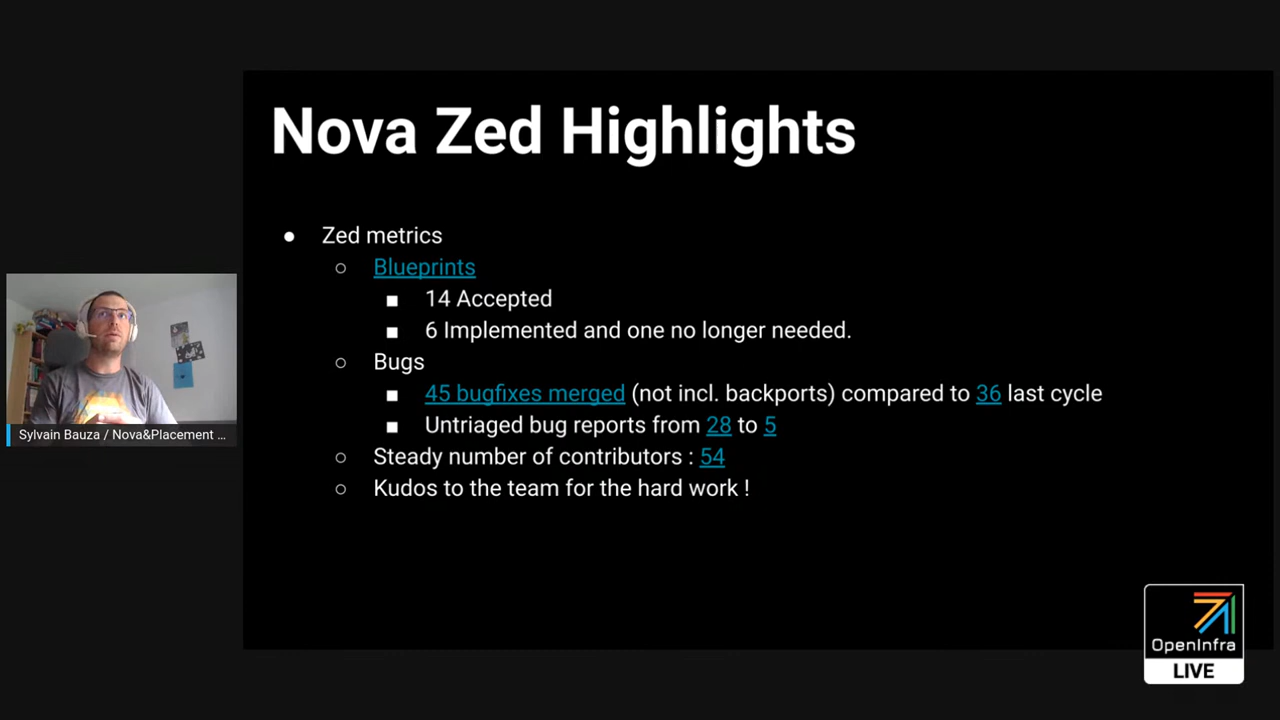 Nova Zed Highlights
Zed metrics
Blueprints
14 Accepted
6 Implemented and one no longer needed.
Bugs
45 bugfixes merged (not incl. backports) compared to 36 last cycle
Untriaged bug reports from 28 to 5
Steady number of contributors : 54
Kudos to the team for the hard work !
Sylvain Bauza / Nova&Placement ...
OpenInfra
LIVE